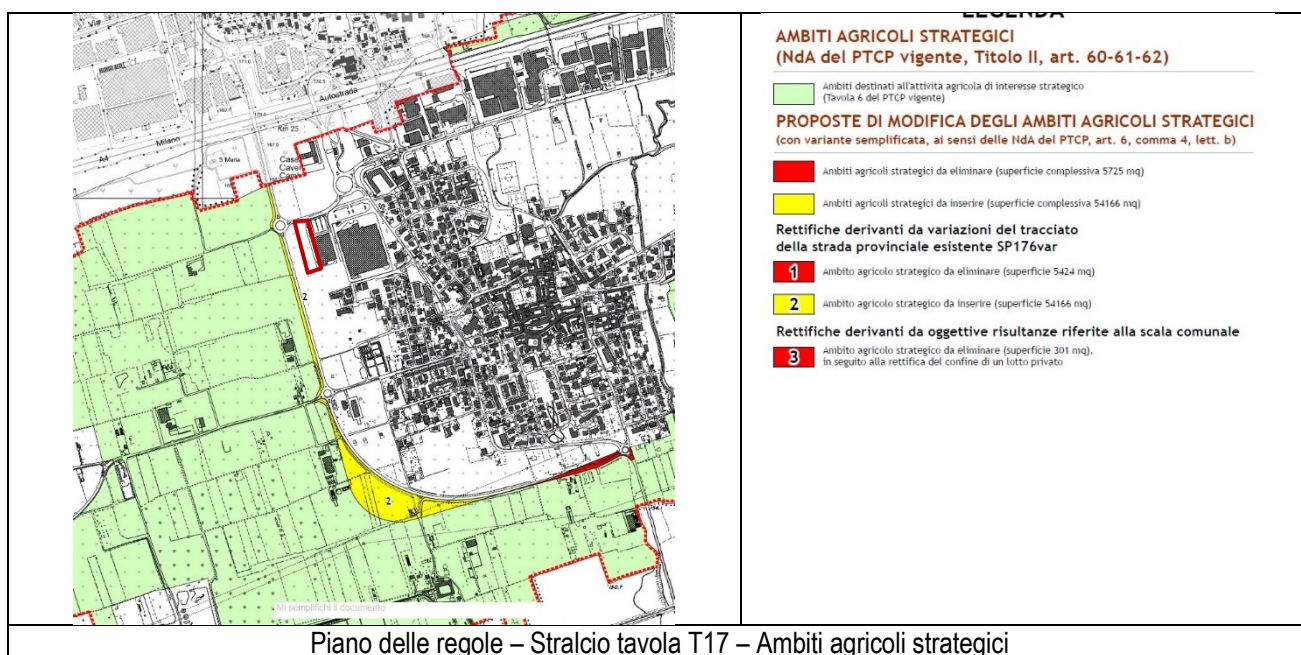 Autostrada
Km 25
Milano
A4
S Maria
Case
2
2
Mi semplifichi il documento
LEGENDA
AMBITI AGRICOLI STRATEGICI
(NdA del PTCP vigente, Titolo II, art. 60-61-62)
Ambiti destinati all'attività agricola di interesse strategico
(Tavola 6 del PTCP vigente)
PROPOSTE DI MODIFICA DEGLI AMBITI AGRICOLI STRATEGICI
(con variante semplificata, ai sensi delle NdA del PTCP, art. 6, comma 4, lett. b)
Ambiti agricoli strategici da eliminare (superficie complessiva 5725 mq)
Ambiti agricoli strategici da inserire (superficie complessiva 54166 mq)
Rettifiche derivanti da variazioni del tracciato
della strada provinciale esistente SP176var
1 Ambito agricolo strategico da eliminare (superficie 5424 mq)
2 Ambito agricolo strategico da inserire (superficie 54166 mq)
Rettifiche derivanti da oggettive risultanze riferite alla scala comunale
3 Ambito agricolo strategico da eliminare (superficie 301 mq),
in seguito alla rettifica del confine di un lotto privato
Piano delle regole – Stralcio tavola T17 – Ambiti agricoli strategici